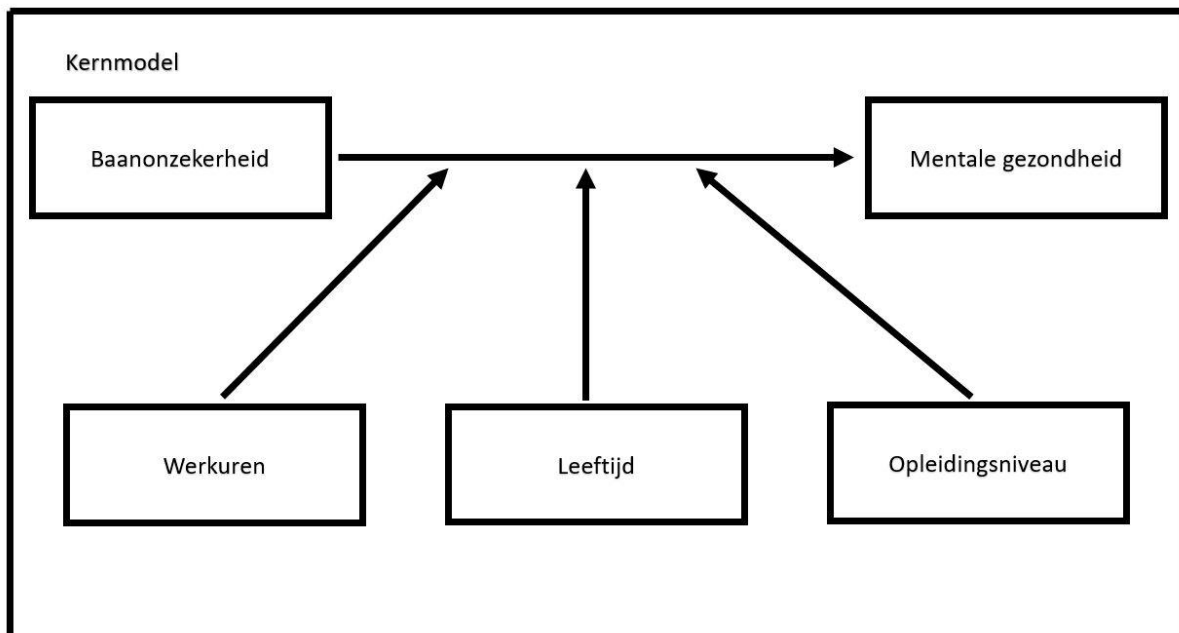 Kernmodel
Baanonzekerheid
Mentale gezondheid
Werkuren
Leeftijd
Opleidingsniveau